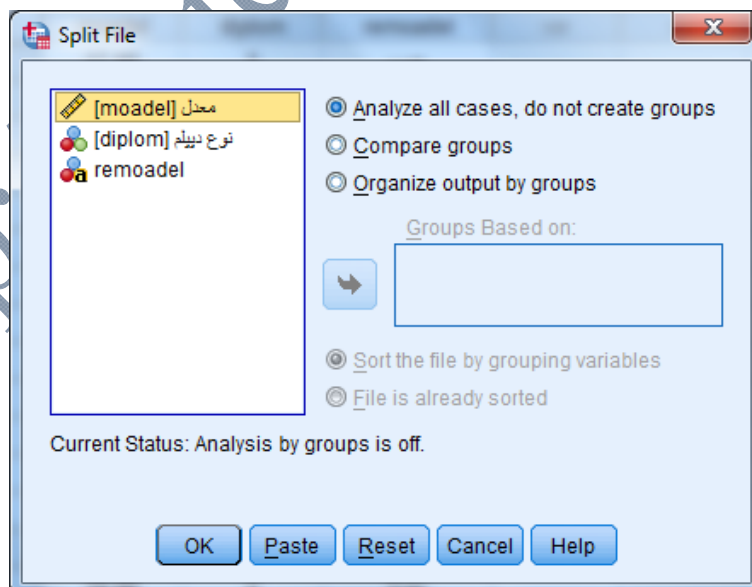 Split File
معدل [moadel]
نوع دیپلم [diplom]
remoadel
Analyze all cases, do not create groups
Compare groups
Organize output by groups
Groups Based on:
Sort the file by grouping variables
File is already sorted
Current Status: Analysis by groups is off.
OK Paste Reset Cancel Help